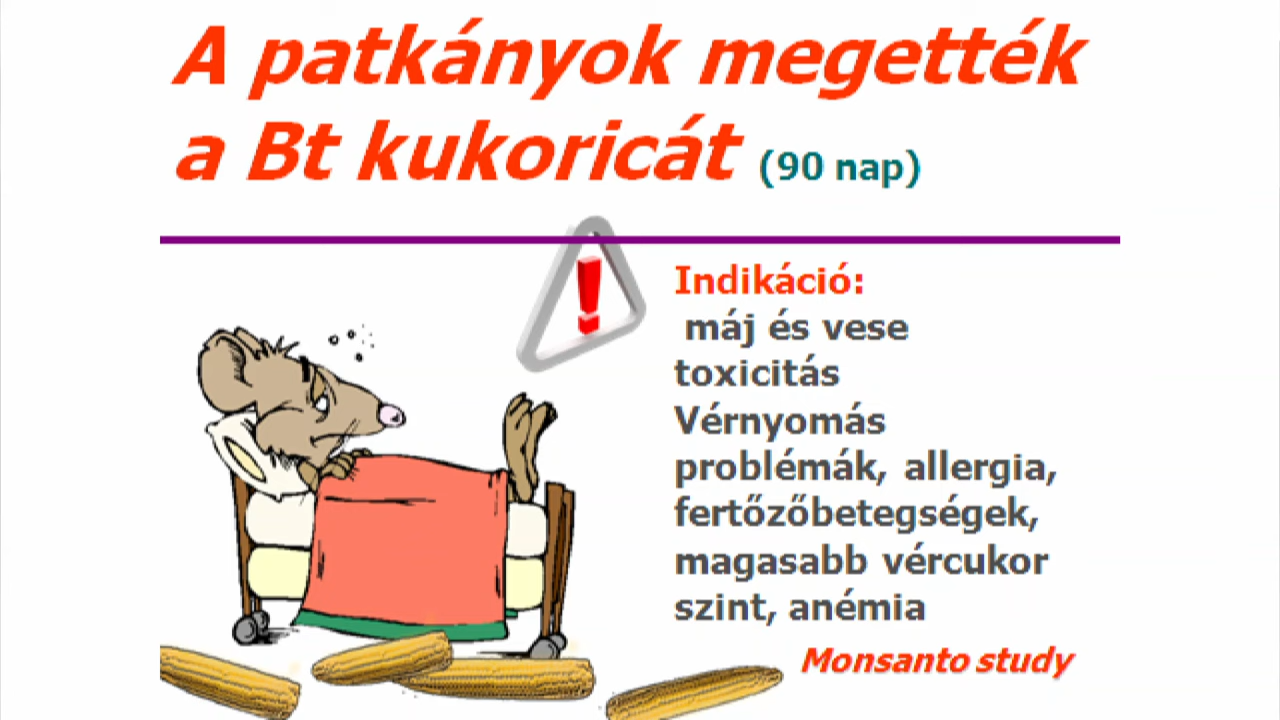 A patkányok megették
a Bt kukoricát (90 nap)
Indikáció:
máj és vese
toxicitás
Vérnyomás
problémák, allergia,
fertőzőbetegségek,
magasabb vércukor
szint, anémia
Monsanto study